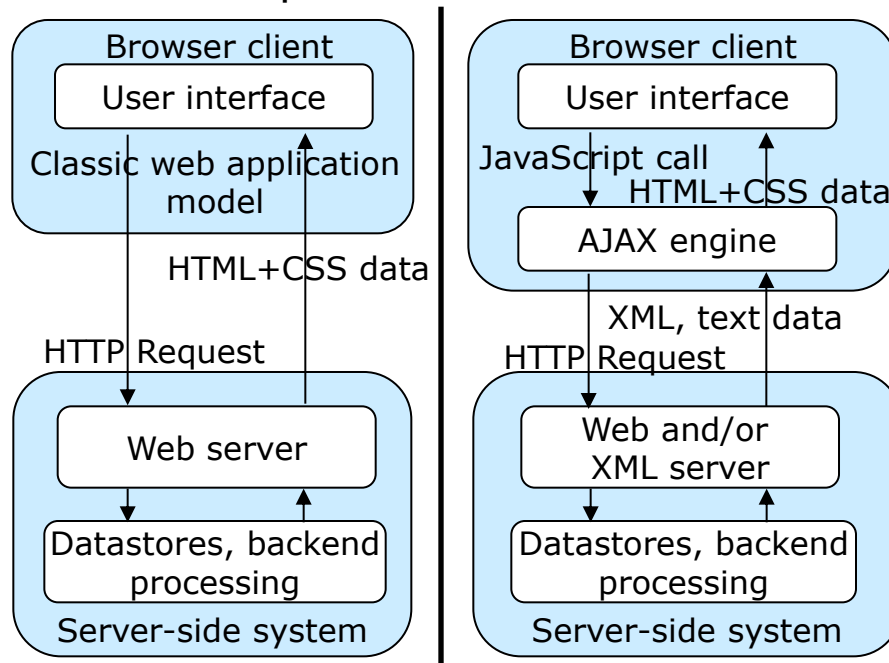 Browser client
User interface
Classic web application
model
HTML+CSS data
HTTP Request
Web server
Datastores, backend
processing
Server-side system
Browser client
User interface
JavaScript call
HTML+CSS data
AJAX engine
XML, text data
HTTP Request
Web and/or
XML server
Datastores, backend
processing
Server-side system